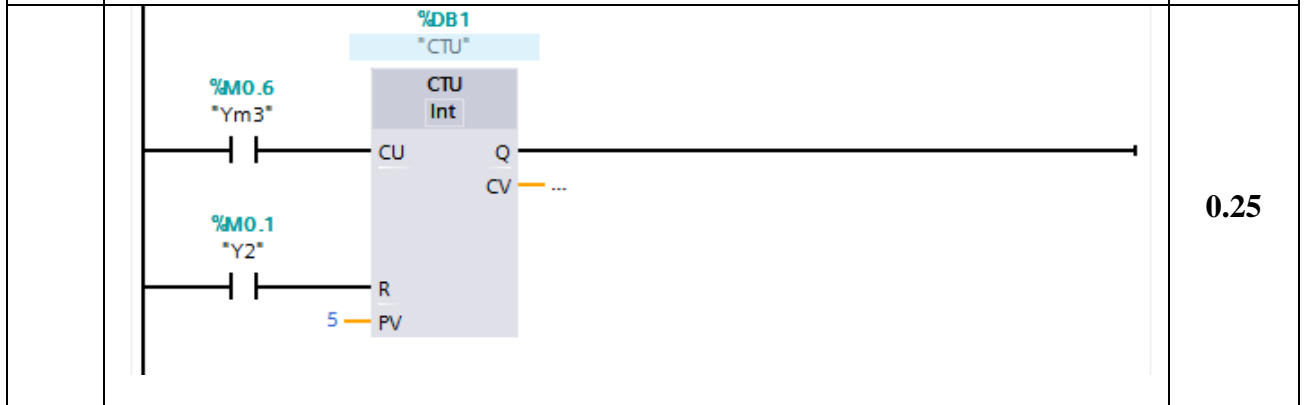 %DB1
"CTU"
%M0.6
"Ym3"
CTU
Int
CU Q
CV ...
0.25
%M0.1
"Y2"
R
5 PV